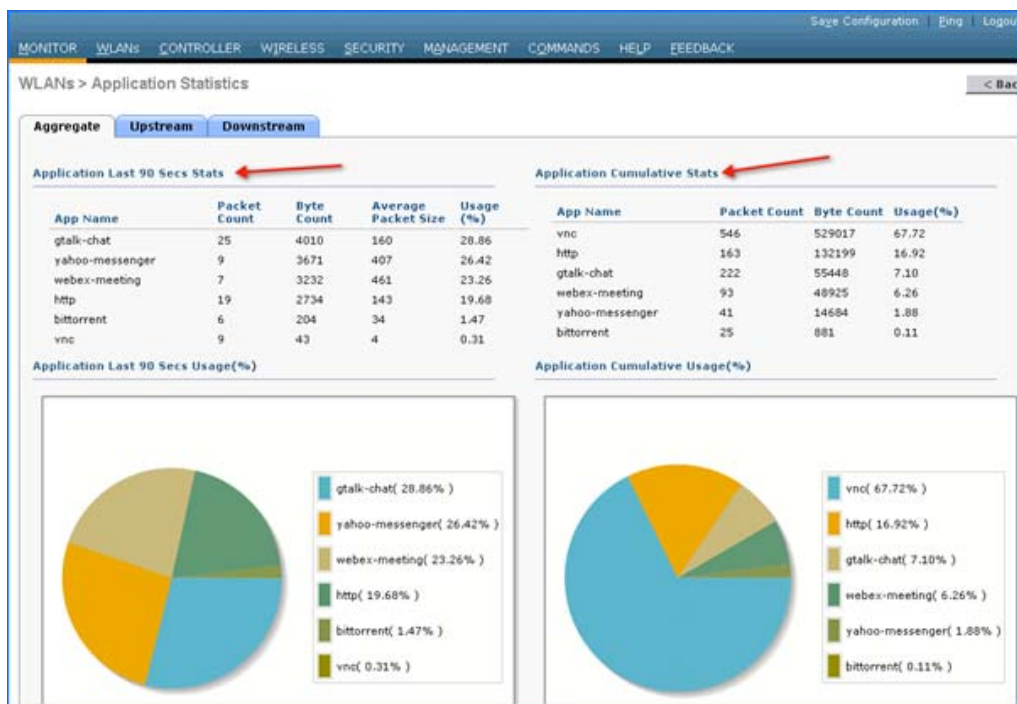 Save Configuration | Ping | Logou
MONITOR WLANs CONTROLLER WIRELESS SECURITY MANAGEMENT COMMANDS HELP FEEDBACK
WLANs > Application Statistics
< Bac
Aggregate Upstream Downstream
Application Last 90 Secs Stats
App Name Packet Count Byte Count Average Packet Size Usage (%)
gtalk-chat 25 4010 160 28.86
yahoo-messenger 9 3671 407 26.42
webex-meeting 7 3232 461 23.26
http 19 2734 143 19.68
bittorrent 6 204 34 1.47
vnc 9 43 4 0.31
Application Cumulative Stats
App Name Packet Count Byte Count Usage(%)
vnc 546 529017 67.72
http 163 132199 16.92
gtalk-chat 222 55448 7.10
webex-meeting 93 48925 6.26
yahoo-messenger 41 14684 1.88
bittorrent 25 881 0.11
Application Last 90 Secs Usage(%)
gtalk-chat( 28.86% )
yahoo-messenger( 26.42% )
webex-meeting( 23.26% )
http( 19.68% )
bittorrent( 1.47% )
vnc( 0.31% )
Application Cumulative Usage(%)
vnc( 67.72% )
http( 16.92% )
gtalk-chat( 7.10% )
webex-meeting( 6.26% )
yahoo-messenger( 1.88% )
bittorrent( 0.11% )